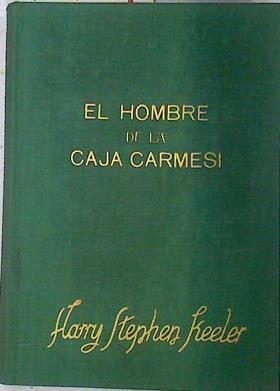 EL HOMBRE
DE LA
CAJA CARMESI
Harry Stephen Keeler